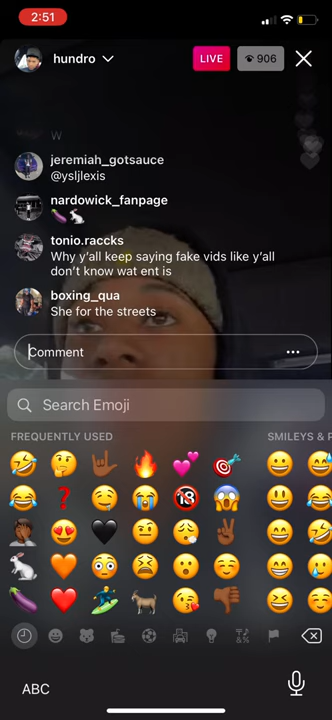 2:51
hundro
LIVE
906
W
jeremiah_gotsauce
@ysljlexis
nardowick_fanpage
tonio.raccks
Why y'all keep saying fake vids like y'all
don't know wat ent is
boxing_qua
She for the streets
Comment
Search Emoji
FREQUENTLY USED
SMILEYS & P
ABC